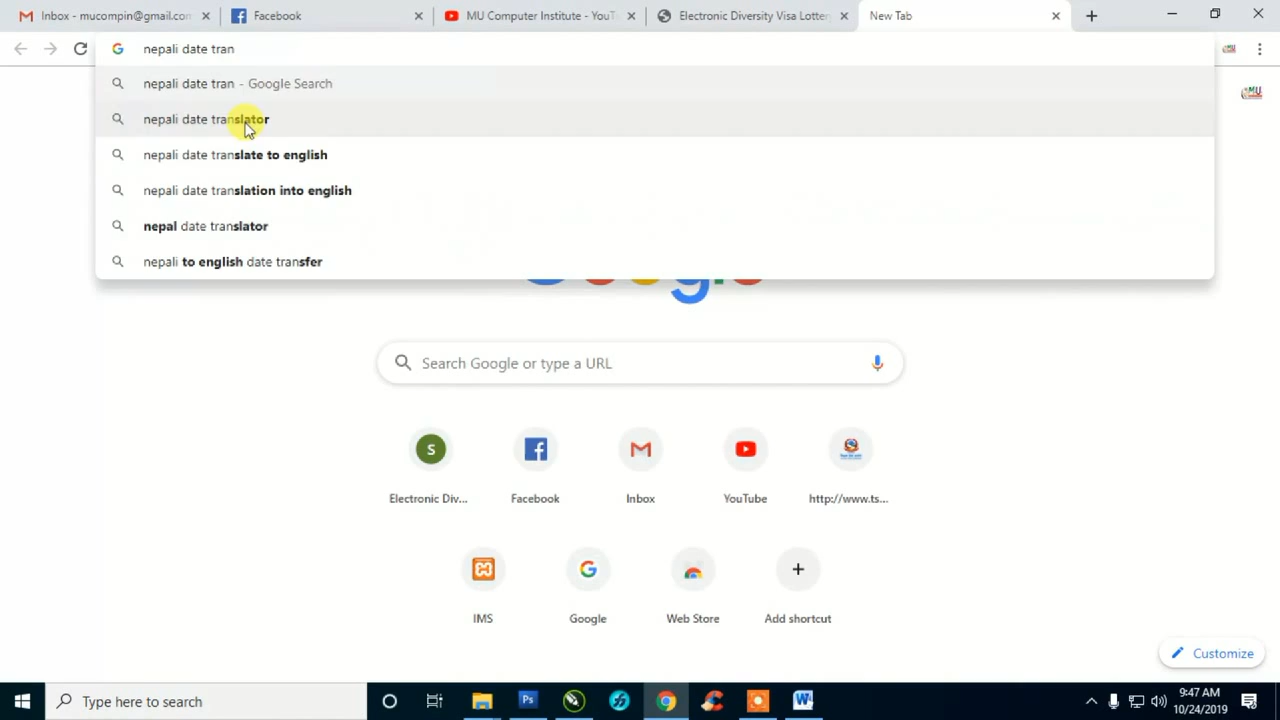 Inbox - mucompin@gmail.con
Facebook
MU Computer Institute - YouT
Electronic Diversity Visa Lotter
New Tab
nepali date tran
nepali date tran - Google Search
nepali date translator
nepali date translate to english
nepali date translation into english
nepal date translator
nepali to english date transfer
MU
Search Google or type a URL
S
Electronic Div...
Facebook
Inbox
YouTube
http://www.ts...
IMS
Google
Web Store
Add shortcut
Customize
Type here to search
Ps
W
9:47 AM
10/24/2019